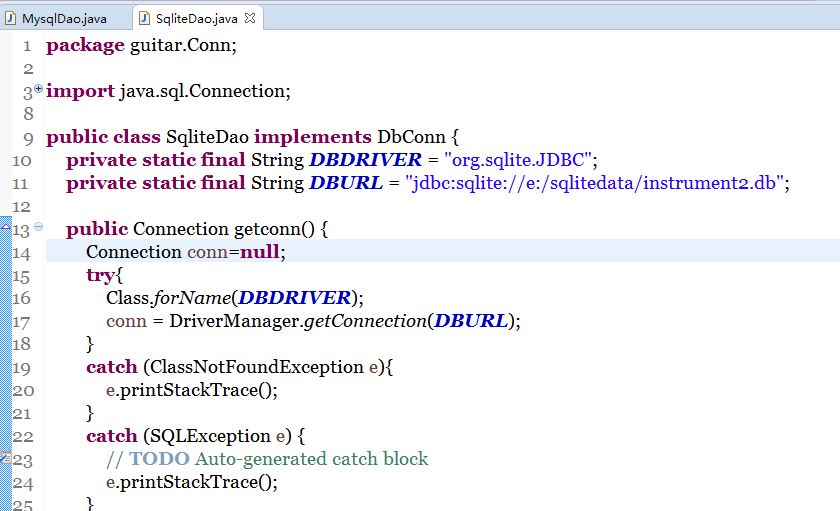 MysqlDao.java SqliteDao.java
1 package guitar.Conn;
2
3 import java.sql.Connection;
8
9 public class SqliteDao implements DbConn {
10 private static final String DBDRIVER = "org.sqlite.JDBC";
11 private static final String DBURL = "jdbc:sqlite://e:/sqlitedata/instrument2.db";
12
13 public Connection getconn() {
14 Connection conn=null;
15 try{
16 Class.forName(DBDRIVER);
17 conn = DriverManager.getConnection(DBURL);
18 }
19 catch (ClassNotFoundException e){
20 e.printStackTrace();
21 }
22 catch (SQLException e) {
23 // TODO Auto-generated catch block
24 e.printStackTrace();
25 }